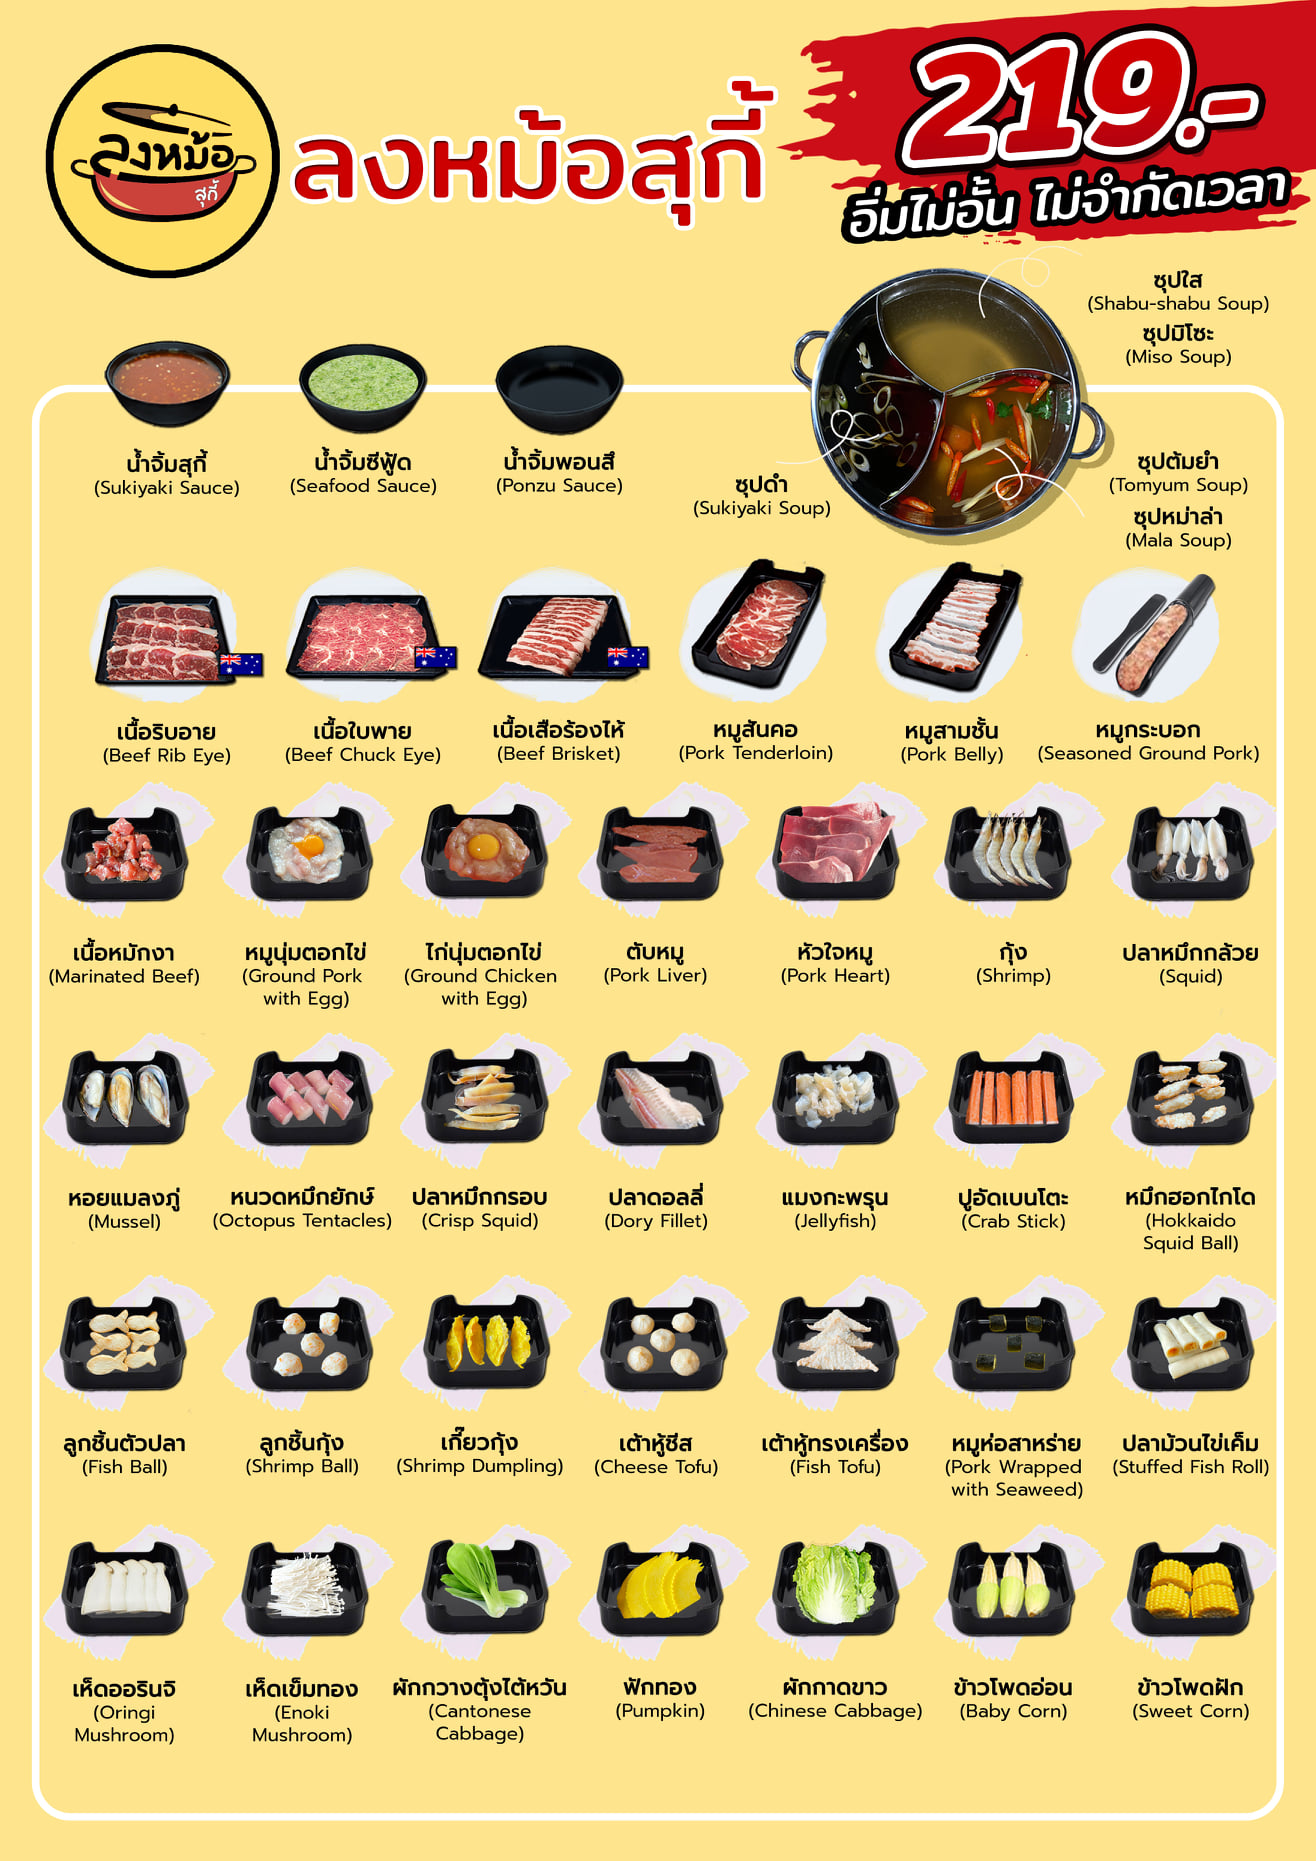 ลงหม้อ
สุกี้
ลงหม้อสุกี้
219.-
อิ่มไม่อั้น ไม่จำกัดเวลา
ซุปใส
(Shabu-shabu Soup)
ซุปมิโซะ
(Miso Soup)
น้ำจิ้มสุกี้
(Sukiyaki Sauce)
น้ำจิ้มซีฟู้ด
(Seafood Sauce)
น้ำจิ้มพอนสึ
(Ponzu Sauce)
ซุปดำ
(Sukiyaki Soup)
ซุปต้มยำ
(Tomyum Soup)
ซุปหม่าล่า
(Mala Soup)
เนื้อริบอาย
(Beef Rib Eye)
เนื้อใบพาย
(Beef Chuck Eye)
เนื้อเสือร้องไห้
(Beef Brisket)
หมูสันคอ
(Pork Tenderloin)
หมูสามชั้น
(Pork Belly)
หมูกระบอก
(Seasoned Ground Pork)
เนื้อหมักงา
(Marinated Beef)
หมูนุ่มตอกไข่
(Ground Pork
with Egg)
ไก่นุ่มตอกไข่
(Ground Chicken
with Egg)
ตับหมู
(Pork Liver)
หัวใจหมู
(Pork Heart)
กุ้ง
(Shrimp)
ปลาหมึกกล้วย
(Squid)
หอยแมลงภู่
(Mussel)
หนวดหมึกยักษ์
(Octopus Tentacles)
ปลาหมึกกรอบ
(Crisp Squid)
ปลาดอลลี่
(Dory Fillet)
แมงกะพรุน
(Jellyfish)
ปูอัดเบนโตะ
(Crab Stick)
หมึกฮอกไกโด
(Hokkaido
Squid Ball)
ลูกชิ้นตัวปลา
(Fish Ball)
ลูกชิ้นกุ้ง
(Shrimp Ball)
เกี๊ยวกุ้ง
(Shrimp Dumpling)
เต้าหู้ชีส
(Cheese Tofu)
เต้าหู้ทรงเครื่อง
(Fish Tofu)
หมูห่อสาหร่าย
(Pork Wrapped
with Seaweed)
ปลาม้วนไข่เค็ม
(Stuffed Fish Roll)
เห็ดออรินจิ
(Oringi
Mushroom)
เห็ดเข็มทอง
(Enoki
Mushroom)
ผักกวางตุ้งไต้หวัน
(Cantonese
Cabbage)
ฟักทอง
(Pumpkin)
ผักกาดขาว
(Chinese Cabbage)
ข้าวโพดอ่อน
(Baby Corn)
ข้าวโพดฝัก
(Sweet Corn)